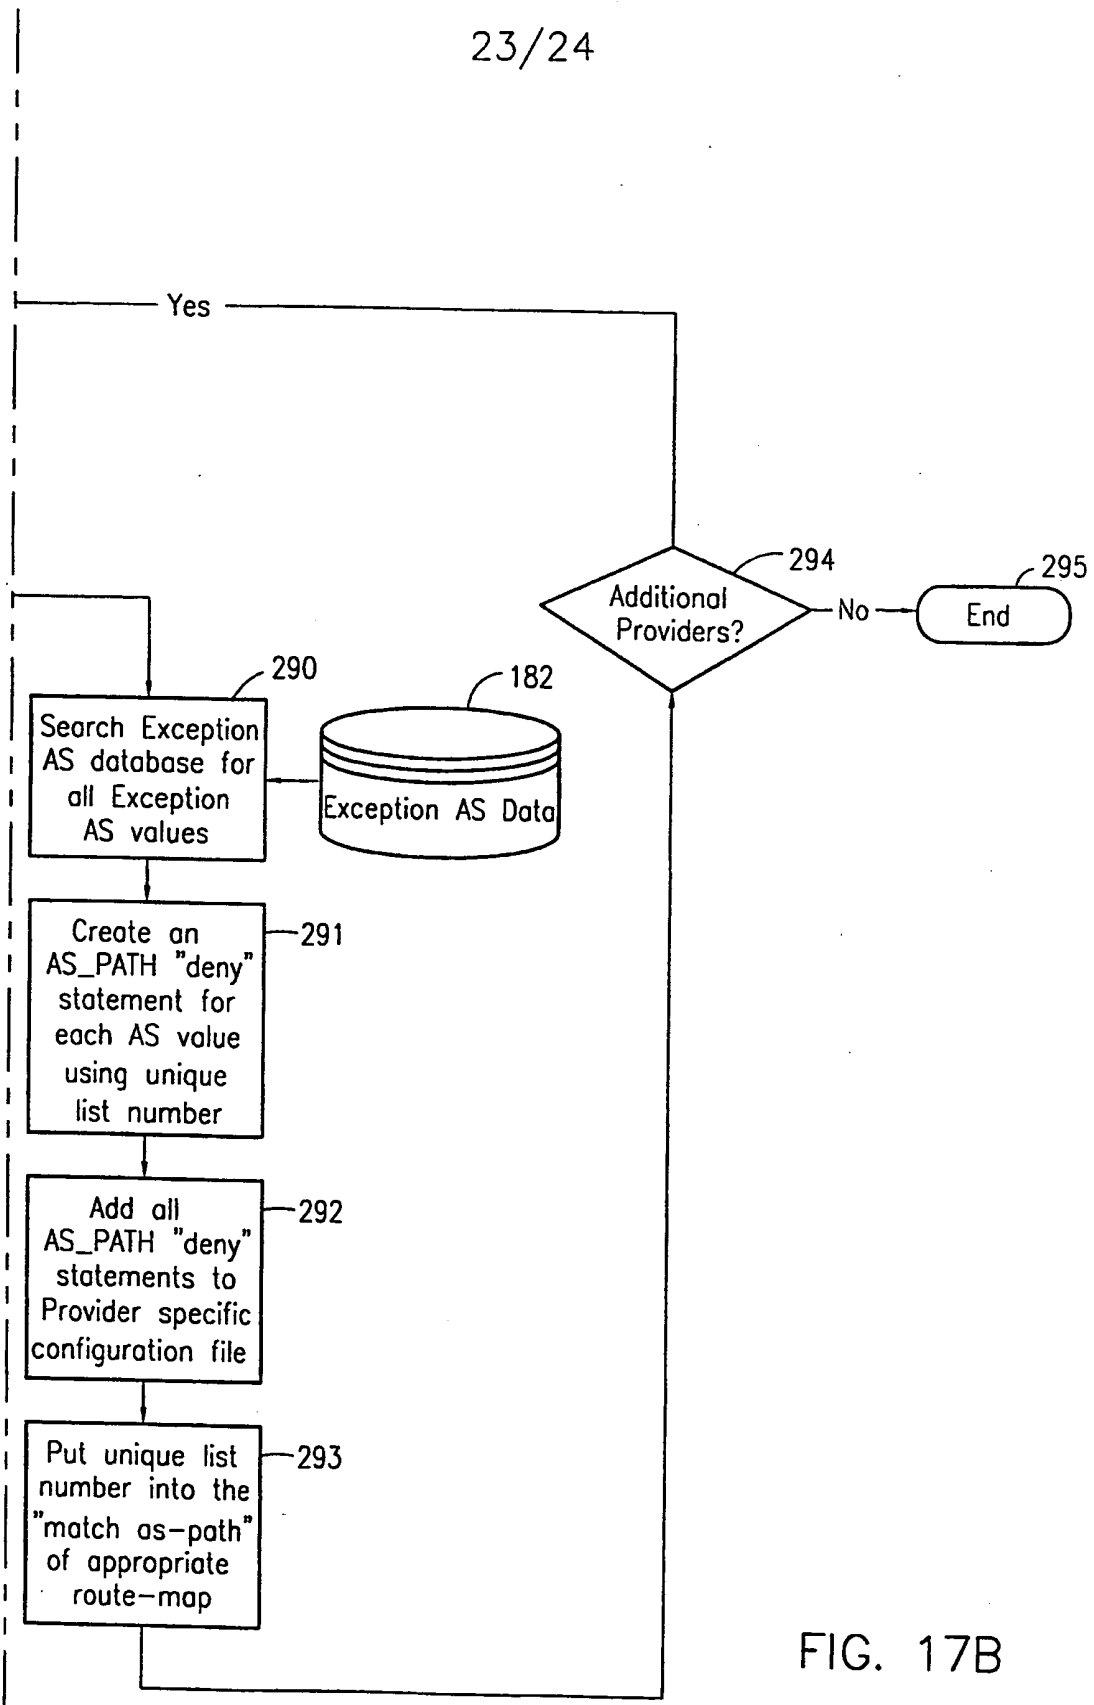 23/24
Yes
294
Additional
Providers?
No
295
End
290
Search Exception
AS database for
all Exception
AS values
182
Exception AS Data
291
Create an
AS_PATH "deny"
statement for
each AS value
using unique
list number
292
Add all
AS_PATH "deny"
statements to
Provider specific
configuration file
293
Put unique list
number into the
"match as-path"
of appropriate
route-map
FIG. 17B